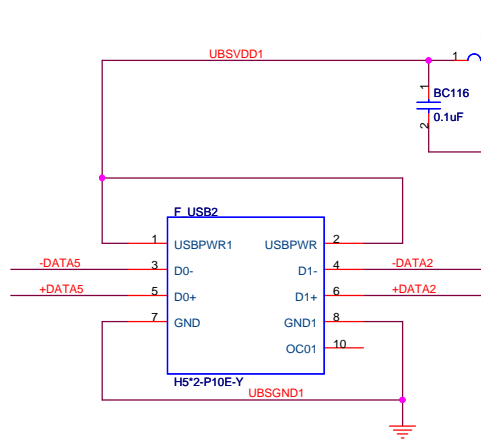 UBSVDD1
1
1
BC116
0.1uF
2
F_USB2
1 USBPWR1 USBPWR 2
-DATA5 3 D0- D1- 4 -DATA2
+DATA5 5 D0+ D1+ 6 +DATA2
7 GND GND1 8
OC01 10
H5*2-P10E-Y
UBSGND1